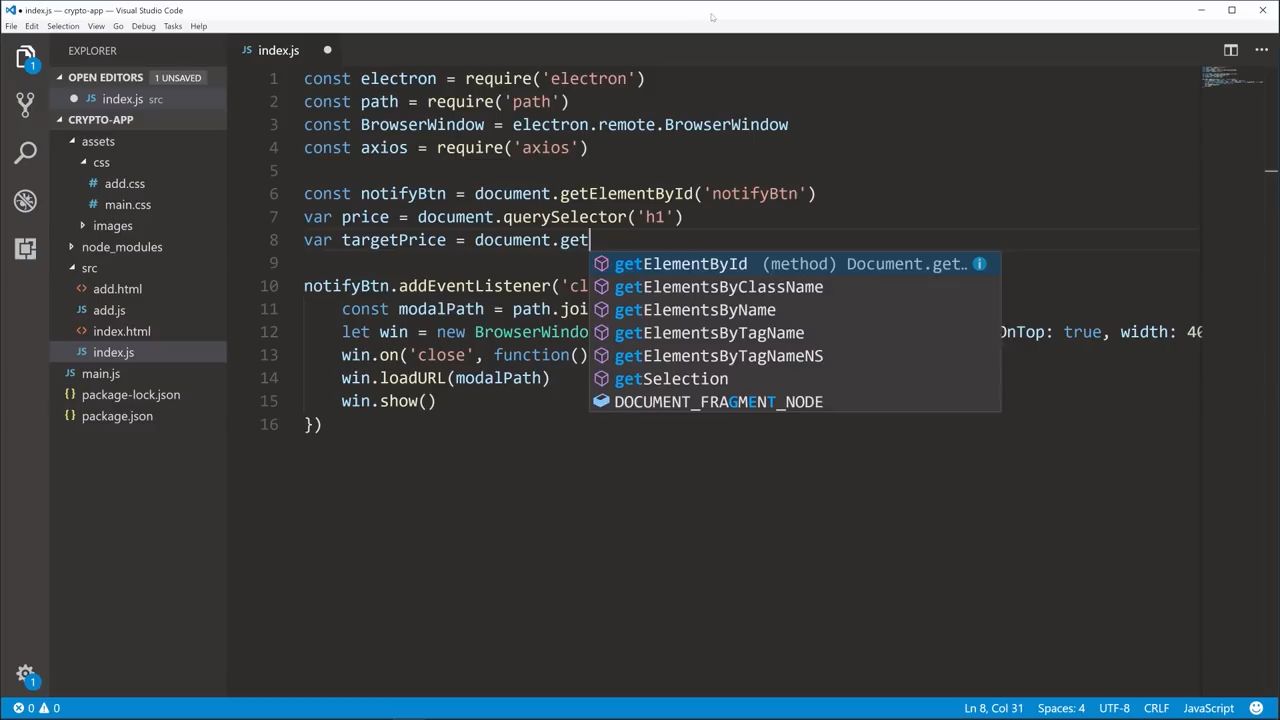 ● index.js — crypto-app — Visual Studio Code
File Edit Selection View Go Debug Tasks Help
EXPLORER
OPEN EDITORS 1 UNSAVED
● JS index.js src
CRYPTO-APP
assets
css
# add.css
# main.css
images
node_modules
src
<> add.html
JS add.js
<> index.html
JS index.js
JS main.js
{} package-lock.json
{} package.json
1
1
JS index.js ●
1 const electron = require('electron')
2 const path = require('path')
3 const BrowserWindow = electron.remote.BrowserWindow
4 const axios = require('axios')
5
6 const notifyBtn = document.getElementById('notifyBtn')
7 var price = document.querySelector('h1')
8 var targetPrice = document.get
9
10 notifyBtn.addEventListener('cl
11 const modalPath = path.joi
12 let win = new BrowserWindo OnTop: true, width: 40
13 win.on('close', function()
14 win.loadURL(modalPath)
15 win.show()
16 })
getElementById (method) Document.get…
getElementsByClassName
getElementsByName
getElementsByTagName
getElementsByTagNameNS
getSelection
DOCUMENT_FRAGMENT_NODE
0 0
Ln 8, Col 31 Spaces: 4 UTF-8 CRLF JavaScript